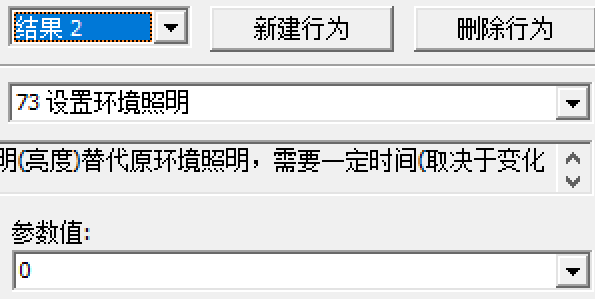 结果 2 新建行为 删除行为
73 设置环境照明
明(亮度)替代原环境照明，需要一定时间(取决于变化
参数值:
0